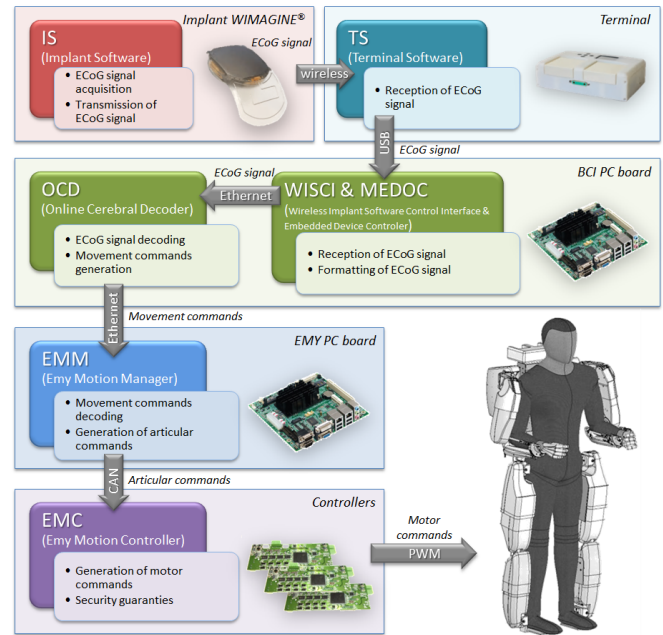 Implant WIMAGINE®
IS
(Implant Software)
• ECoG signal
acquisition
• Transmission of
ECoG signal
ECoG signal
wireless
Terminal
TS
(Terminal Software)
• Reception of ECoG
signal
USB
ECoG signal
BCI PC board
WISCI & MEDOC
(Wireless Implant Software Control Interface &
Embedded Device Controler)
• Reception of ECoG signal
• Formatting of ECoG signal
ECoG signal
Ethernet
OCD
(Online Cerebral Decoder)
• ECoG signal decoding
• Movement commands
generation
Ethernet
Movement commands
EMY PC board
EMM
(Emy Motion Manager)
• Movement commands
decoding
• Generation of articular
commands
CAN
Articular commands
Controllers
EMC
(Emy Motion Controller)
• Generation of motor
commands
• Security guaranties
Motor
commands
PWM